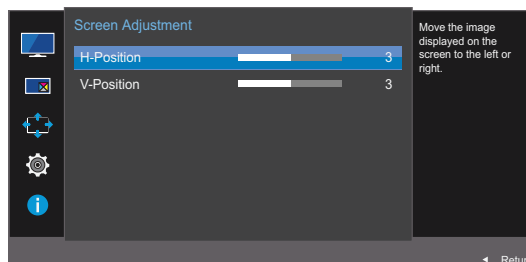 Screen Adjustment
H-Position 3
V-Position 3
Move the image
displayed on the
screen to the left or
right.